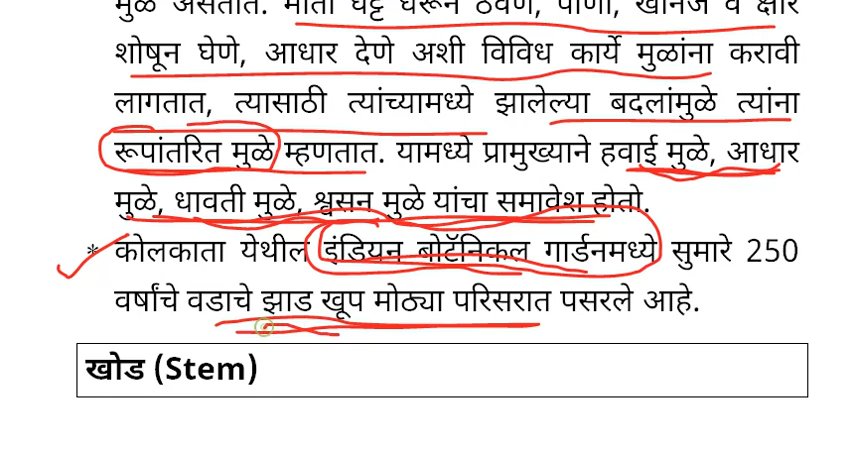 मुळे असतात. माती घट्ट धरून ठेवणे, पाणी, खनिजे व क्षार
शोषून घेणे, आधार देणे अशी विविध कार्ये मुळांना करावी
लागतात, त्यासाठी त्यांच्यामध्ये झालेल्या बदलांमुळे त्यांना
रूपांतरित मुळे म्हणतात. यामध्ये प्रामुख्याने हवाई मुळे, आधार
मुळे, धावती मुळे, श्वसन मुळे यांचा समावेश होतो.
* कोलकाता येथील इंडियन बोटॅनिकल गार्डनमध्ये सुमारे 250
वर्षांचे वडाचे झाड खूप मोठ्या परिसरात पसरले आहे.
खोड (Stem)